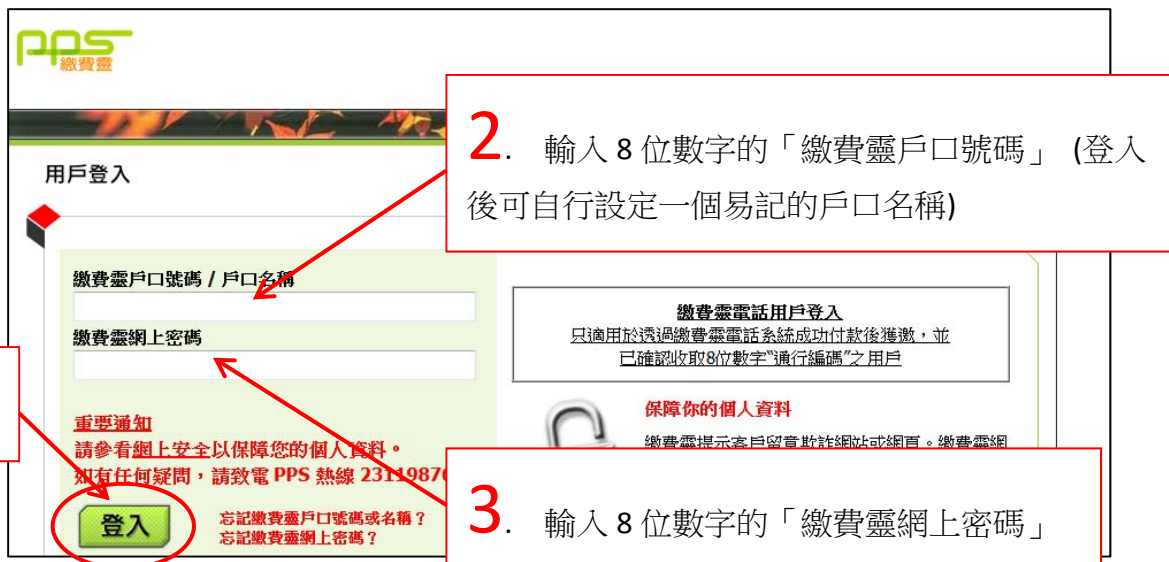 pps
繳費靈
2. 輸入 8 位數字的「繳費靈戶口號碼」 (登入
後可自行設定一個易記的戶口名稱)
用戶登入
繳費靈戶口號碼 / 戶口名稱
繳費靈網上密碼
繳費靈電話用戶登入
只適用於透過繳費靈電話系統成功付款後獲邀,並
已確認收取8位數字"通行編碼"之用戶
重要通知
請參看網上安全以保障您的個人資料。
如有任何疑問,請致電 PPS 熱線 23119876
保障你的個人資料
繳費靈提示客戶留意欺詐網站或網頁。繳費靈網
登入
忘記繳費靈戶口號碼或名稱?
忘記繳費靈網上密碼?
3. 輸入 8 位數字的「繳費靈網上密碼」